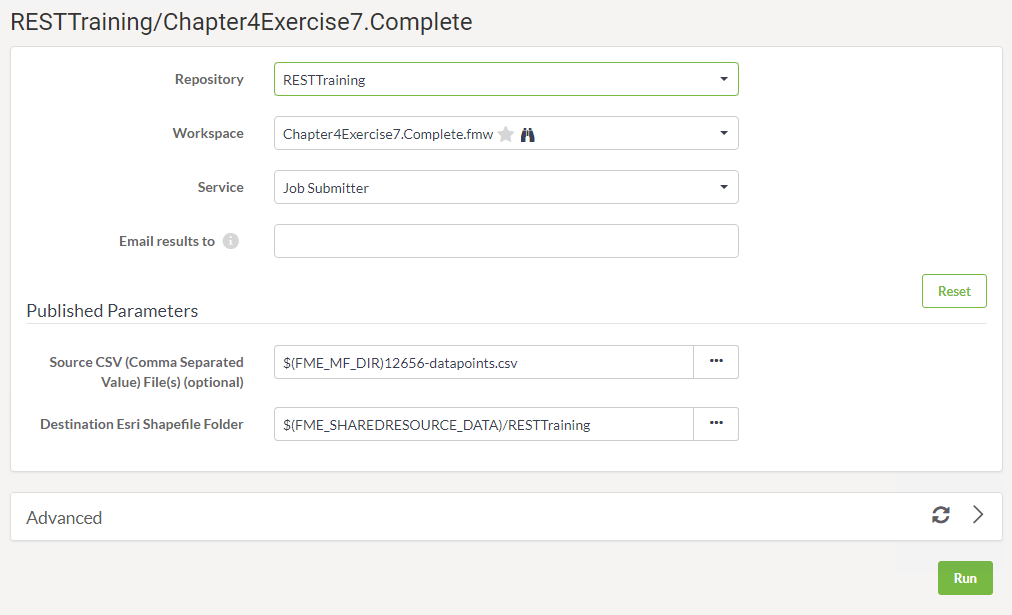 RESTTraining/Chapter4Exercise7.Complete
Repository
RESTTraining
Workspace
Chapter4Exercise7.Complete.fmw
Service
Job Submitter
Email results to
Reset
Published Parameters
Source CSV (Comma Separated
Value) File(s) (optional)
$(FME_MF_DIR)12656-datapoints.csv
Destination Esri Shapefile Folder
$(FME_SHAREDRESOURCE_DATA)/RESTTraining
Advanced
Run